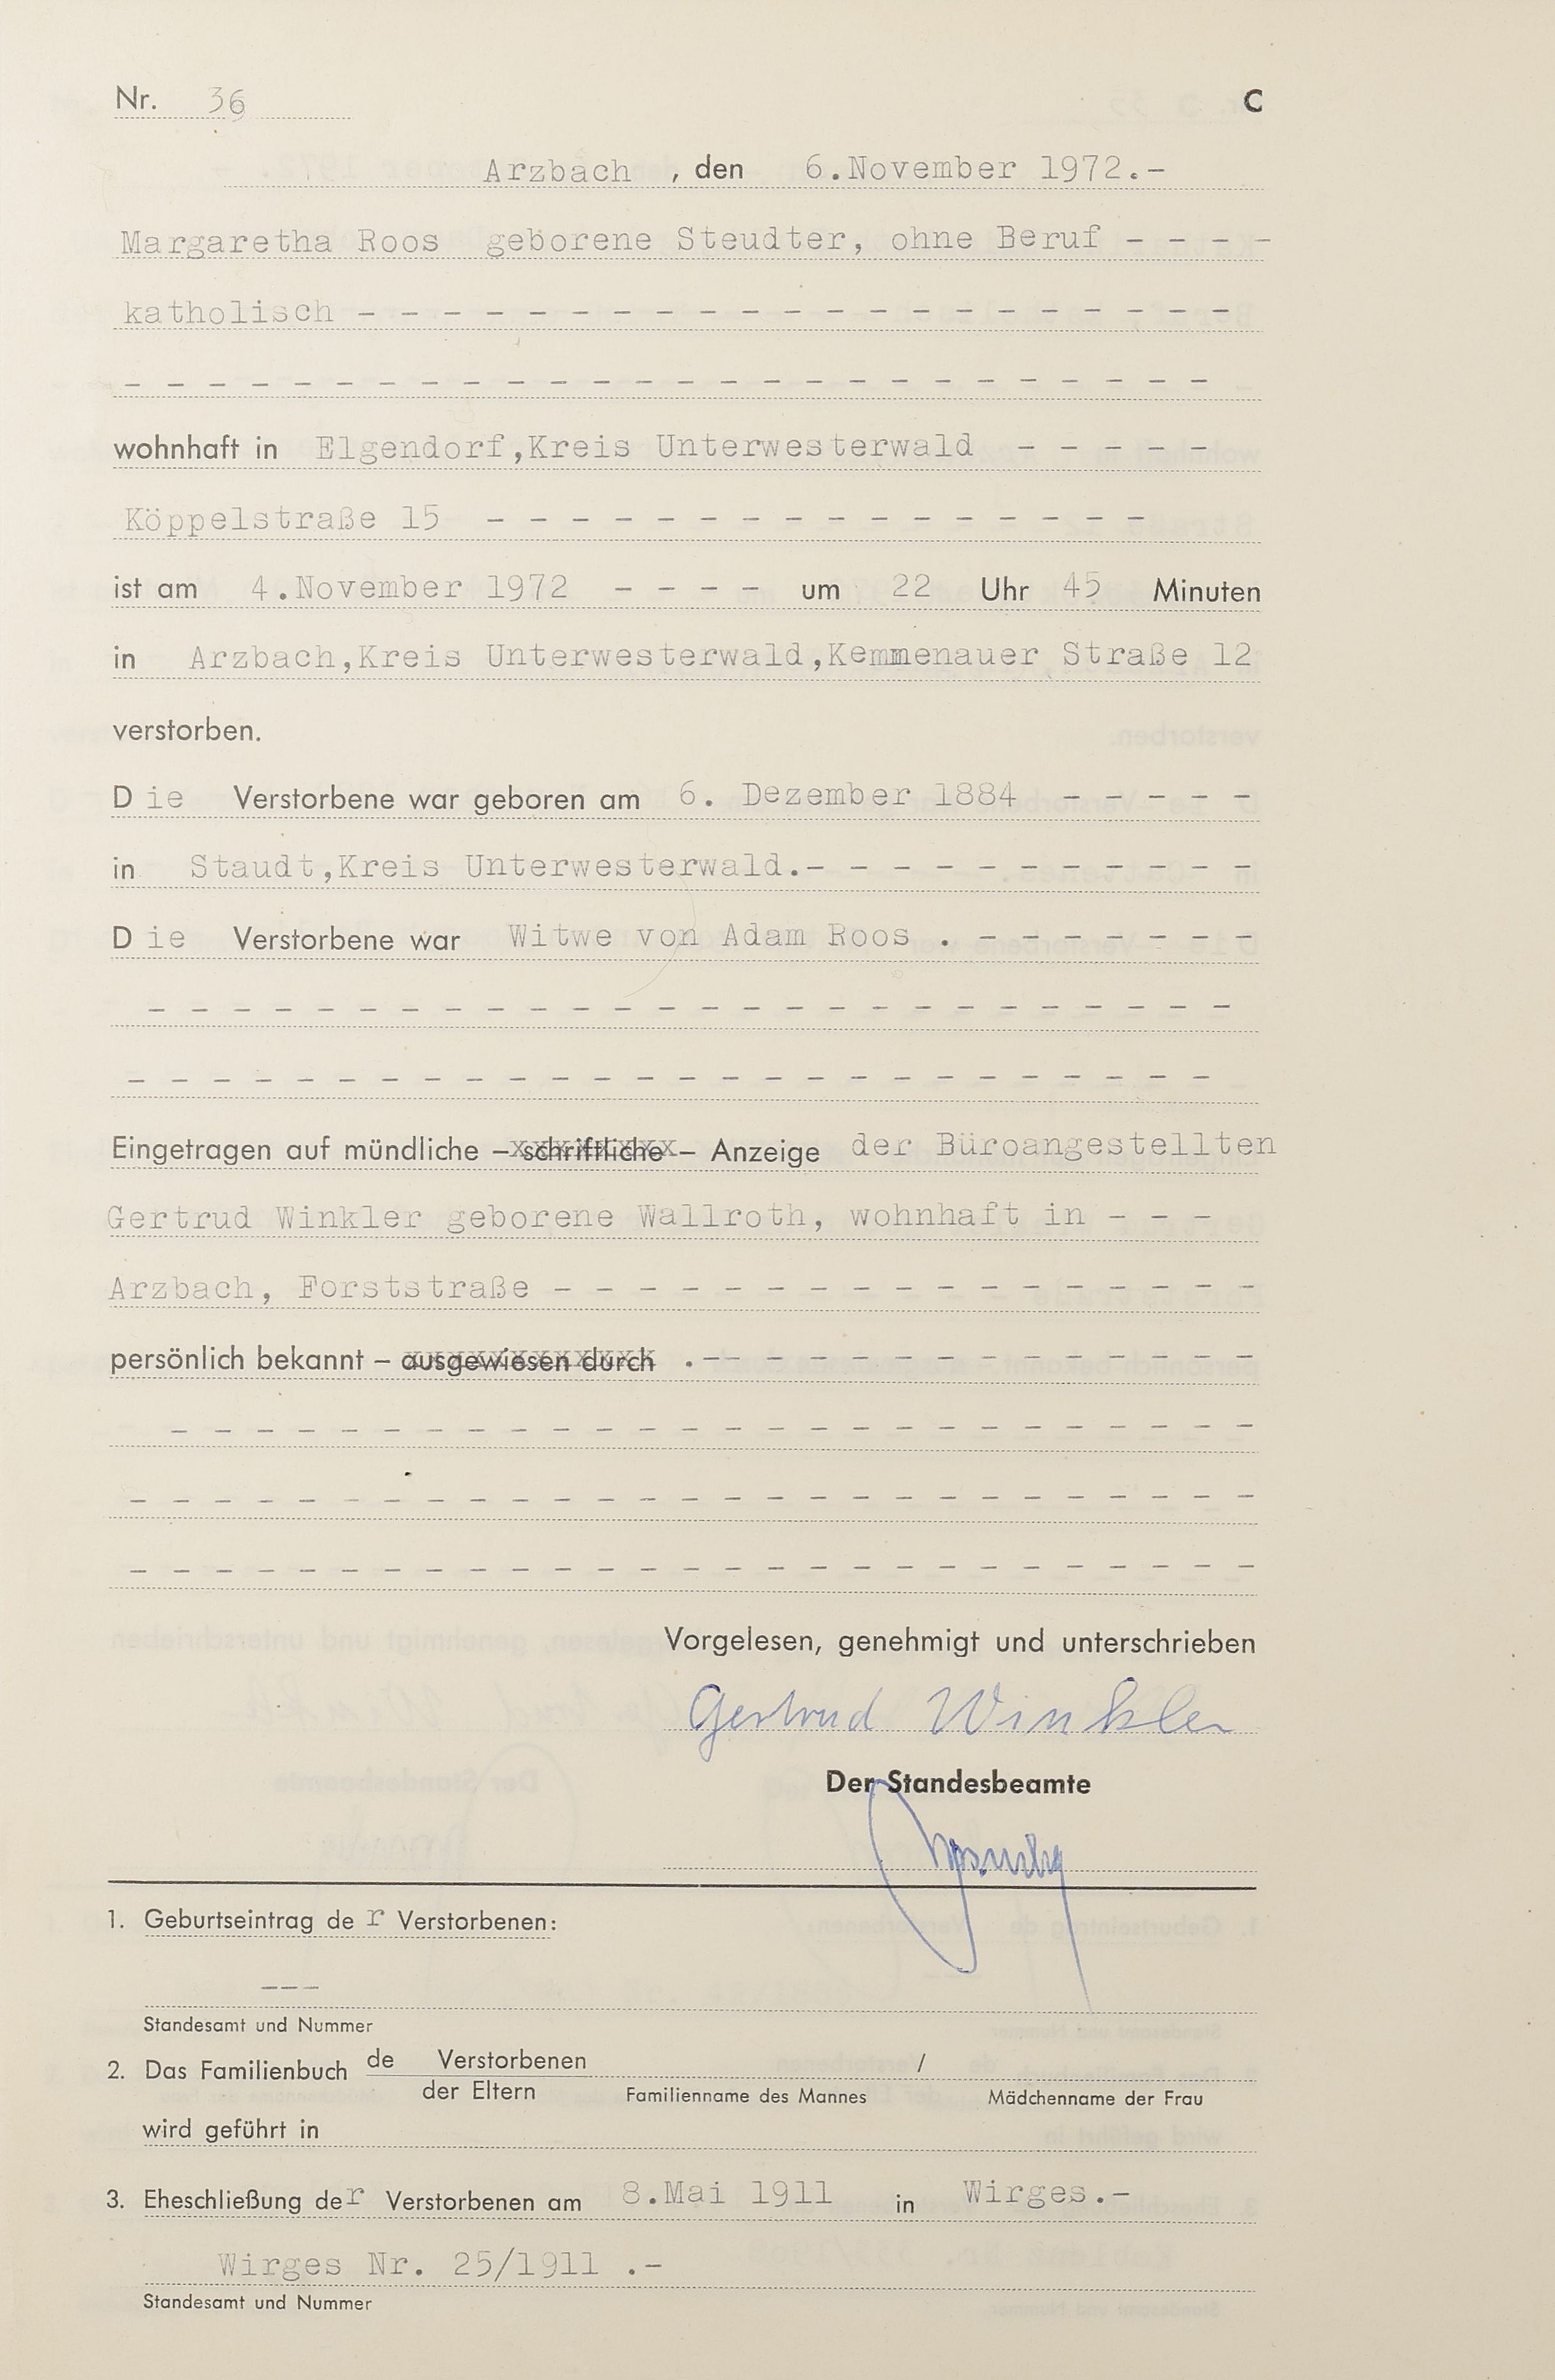 Nr. 36 C
Arzbach , den 6.November 1972.-
Margaretha Roos geborene Steudter, ohne Beruf - - - -
katholisch - - - - - - - - - - - - - - - - - - - - -
- - - - - - - - - - - - - - - - - - - - - - - - - -
wohnhaft in Elgendorf,Kreis Unterwesterwald - - - - -
Köppelstraße 15 - - - - - - - - - - - - - - - -
ist am 4.November 1972 - - - - um 22 Uhr 45 Minuten
in Arzbach,Kreis Unterwesterwald,Kemmenauer Straße 12
verstorben.
Die Verstorbene war geboren am 6. Dezember 1884 - - - - -
in Staudt,Kreis Unterwesterwald.- - - - - - - - - - -
Die Verstorbene war Witwe von Adam Roos . - - - - - - -
- - - - - - - - - - - - - - - - - - - - - - - - - -
- - - - - - - - - - - - - - - - - - - - - - - - - -
Eingetragen auf mündliche – schriftliche – Anzeige der Büroangestellten
Gertrud Winkler geborene Wallroth, wohnhaft in - - -
Arzbach, Forststraße - - - - - - - - - - - - - - - - -
persönlich bekannt – ausgewiesen durch .-- - - - - - - - - - - - -
- - - - - - - - - - - - - - - - - - - - - - - - - -
- - - - - - - - - - - - - - - - - - - - - - - - - - -
- - - - - - - - - - - - - - - - - - - - - - - - - - -
Vorgelesen, genehmigt und unterschrieben
Gertrud Winkler
Der Standesbeamte
1. Geburtseintrag der Verstorbenen:
---
Standesamt und Nummer
2. Das Familienbuch de Verstorbenen /
der Eltern Familienname des Mannes Mädchenname der Frau
wird geführt in
3. Eheschließung der Verstorbenen am 8.Mai 1911 in Wirges.-
Wirges Nr. 25/1911 .-
Standesamt und Nummer